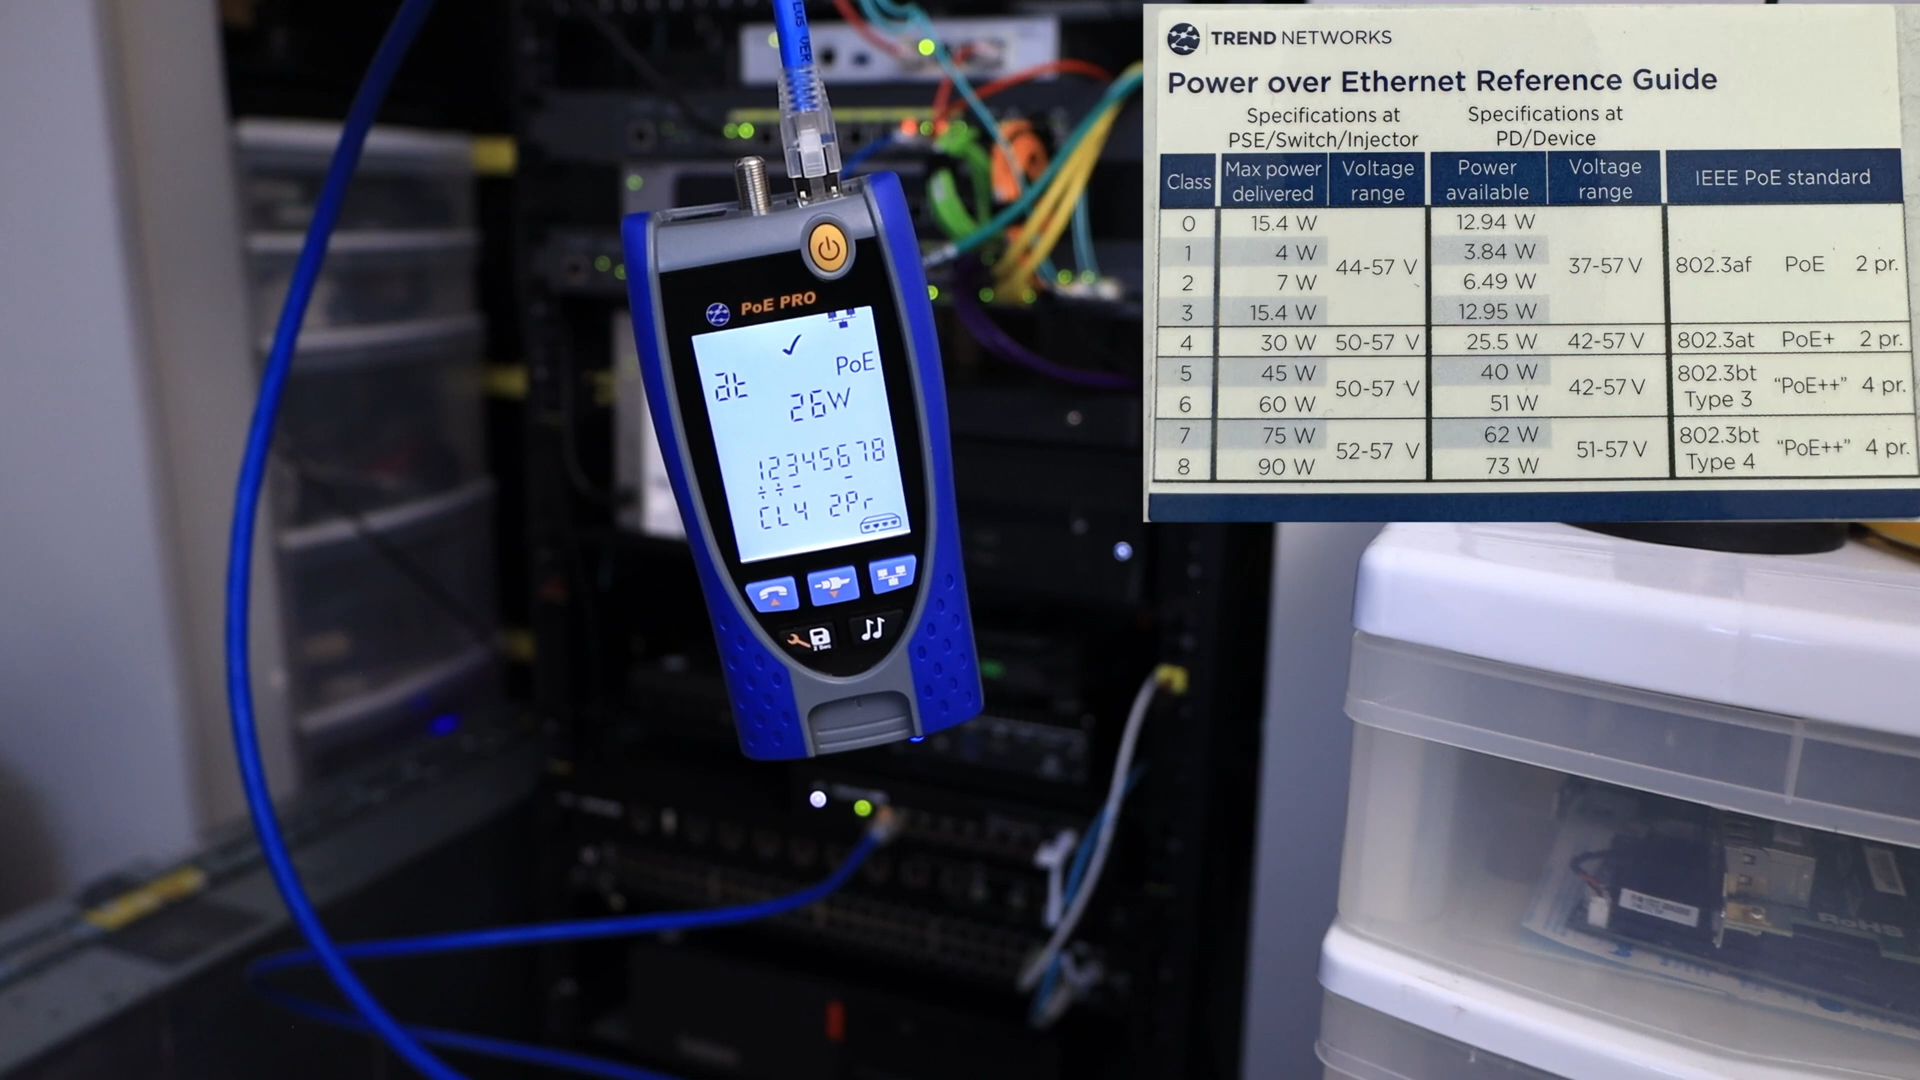 TREND NETWORKS
Power over Ethernet Reference Guide
Specifications at PSE/Switch/Injector
Specifications at PD/Device
Class Max power delivered Voltage range Power available Voltage range IEEE PoE standard
0 15.4 W 12.94 W
1 4 W 3.84 W
44-57 V 37-57 V 802.3af PoE 2 pr.
2 7 W 6.49 W
3 15.4 W 12.95 W
4 30 W 50-57 V 25.5 W 42-57 V 802.3at PoE+ 2 pr.
5 45 W 40 W
50-57 V 42-57 V 802.3bt Type 3 "PoE++" 4 pr.
6 60 W 51 W
7 75 W 62 W
52-57 V 51-57 V 802.3bt Type 4 "PoE++" 4 pr.
8 90 W 73 W
PoE PRO
PoE
at
26W
12345678
CL4 2Pr
RoHS